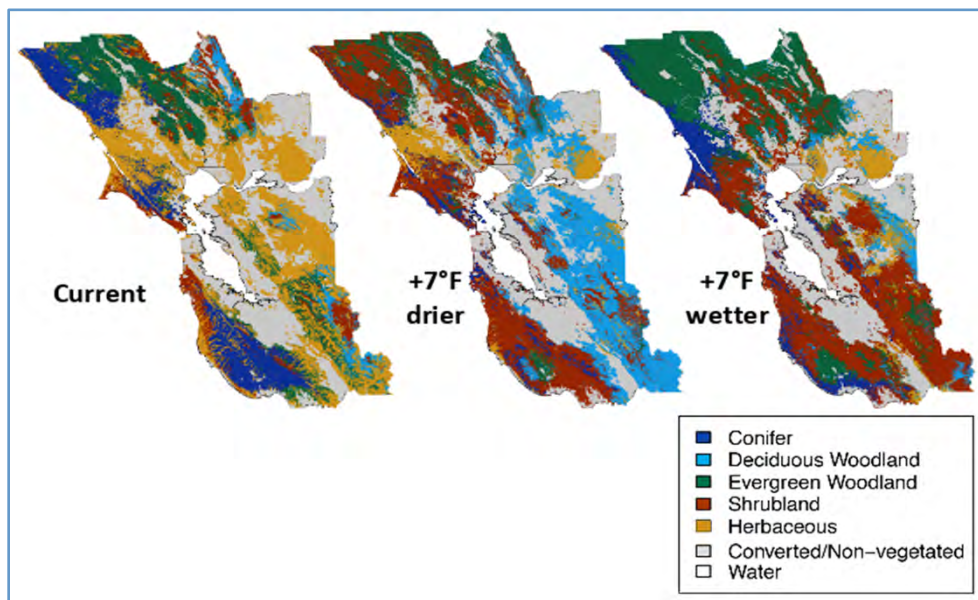 Current
+7°F
drier
+7°F
wetter
Conifer
Deciduous Woodland
Evergreen Woodland
Shrubland
Herbaceous
Converted/Non−vegetated
Water